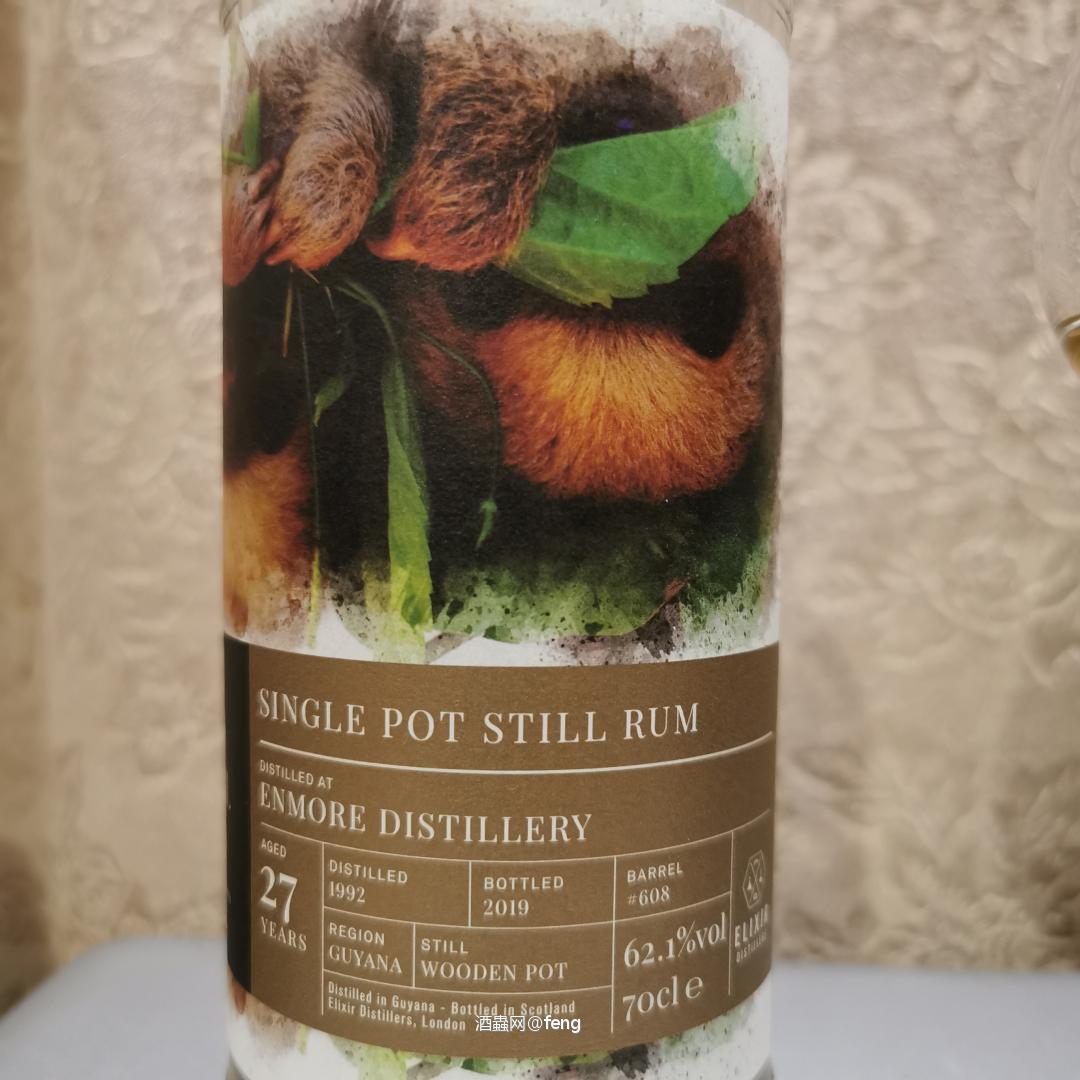 SINGLE POT STILL RUM
DISTILLED AT
ENMORE DISTILLERY
AGED
27
YEARS
DISTILLED
1992
BOTTLED
2019
BARREL
#608
REGION
GUYANA
STILL
WOODEN POT
62.1%vol
70cl e
Distilled in Guyana - Bottled in Scotland
Elixir Distillers, London
ELIXIR
DISTILLERS
酒蟲网@feng